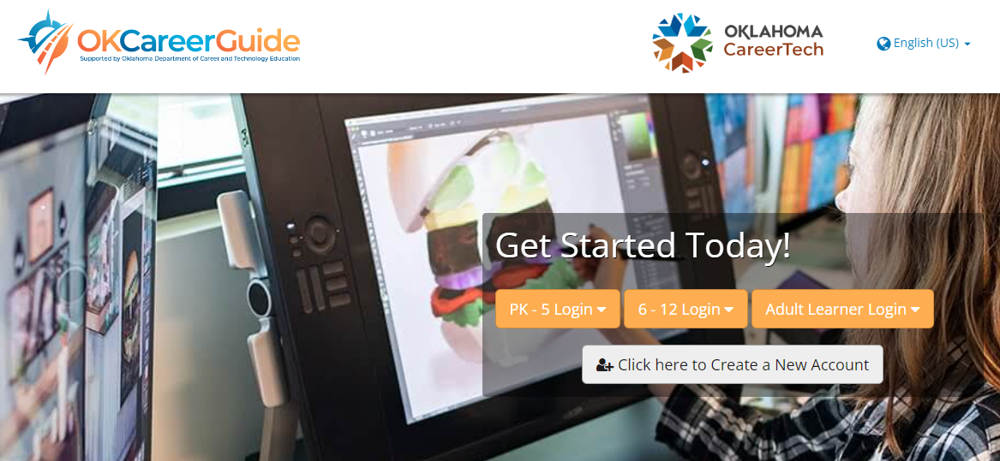 OKCareerGuide
Supported by Oklahoma Department of Career and Technology Education
OKLAHOMA
CareerTech
English (US)
Get Started Today!
PK - 5 Login
6 - 12 Login
Adult Learner Login
Click here to Create a New Account